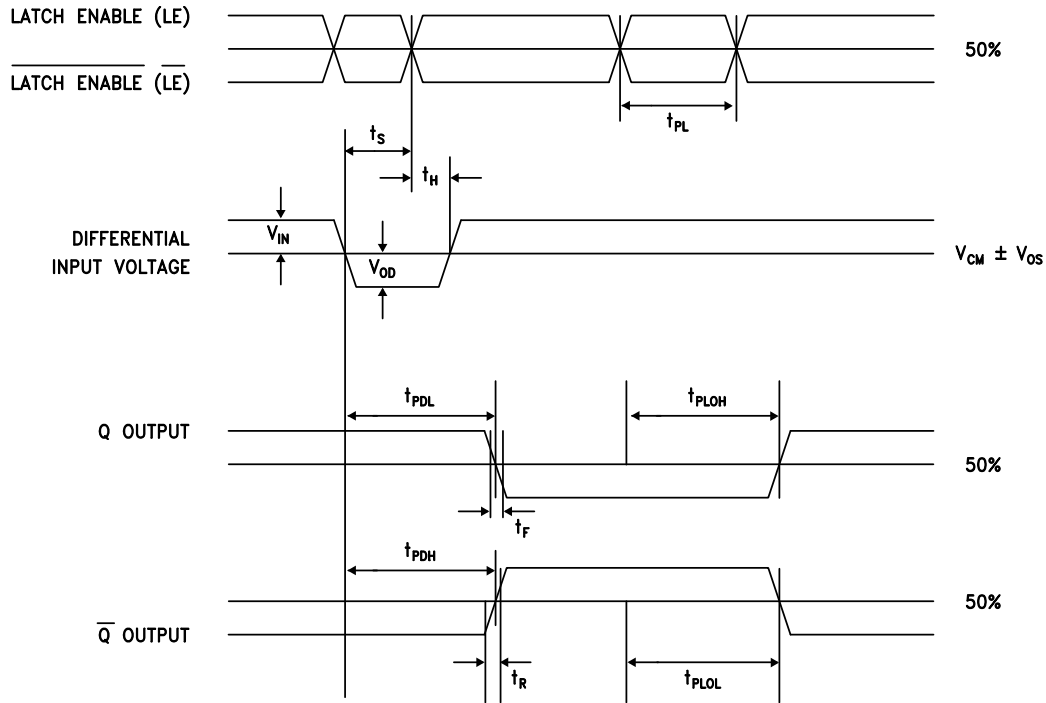 LATCH ENABLE (LE)
50%
LATCH ENABLE (LE)
tPL
tS
tH
DIFFERENTIAL
INPUT VOLTAGE
VIN
VOD
VCM ± VOS
tPDL
tPLOH
Q OUTPUT
50%
tF
tPDH
50%
Q̅ OUTPUT
tR
tPLOL